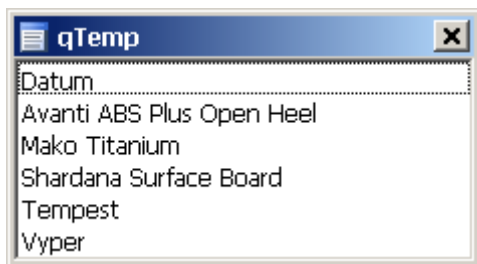 qTemp
Datum
Avanti ABS Plus Open Heel
Mako Titanium
Shardana Surface Board
Tempest
Vyper